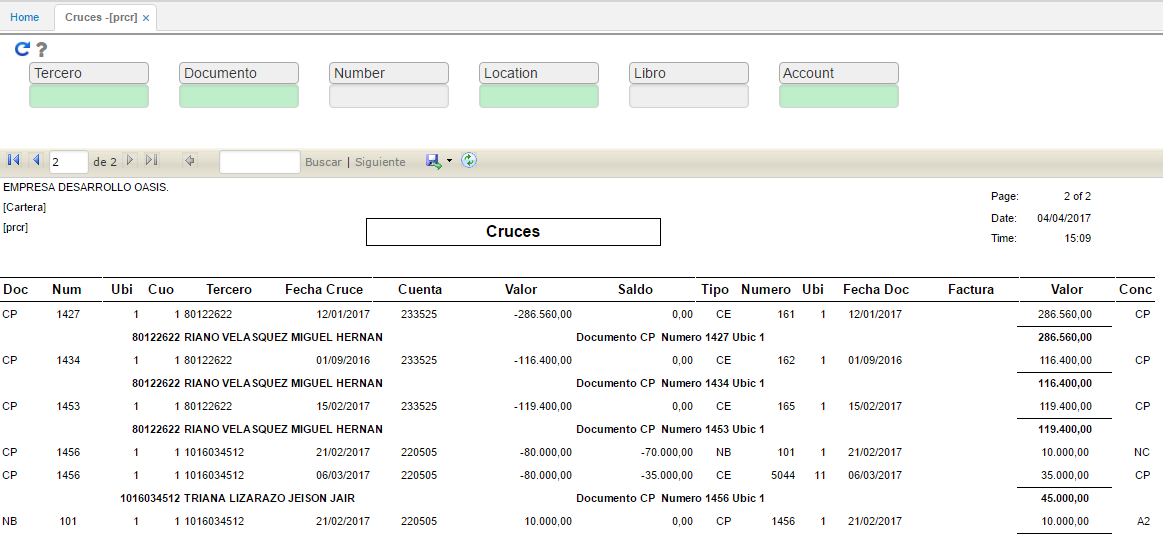 Home Cruces -[prcr] ×
?
Tercero Documento Number Location Libro Account
2 de 2 Buscar | Siguiente
EMPRESA DESARROLLO OASIS.
Page: 2 of 2
[Cartera]
Date: 04/04/2017
[prcr]
Cruces
Time: 15:09
Doc Num Ubi Cuo Tercero Fecha Cruce Cuenta Valor Saldo Tipo Numero Ubi Fecha Doc Factura Valor Conc
CP 1427 1 1 80122622 12/01/2017 233525 -286.560,00 0,00 CE 161 1 12/01/2017 286.560,00 CP
80122622 RIANO VELASQUEZ MIGUEL HERNAN Documento CP Numero 1427 Ubic 1 286.560,00
CP 1434 1 1 80122622 01/09/2016 233525 -116.400,00 0,00 CE 162 1 01/09/2016 116.400,00 CP
80122622 RIANO VELASQUEZ MIGUEL HERNAN Documento CP Numero 1434 Ubic 1 116.400,00
CP 1453 1 1 80122622 15/02/2017 233525 -119.400,00 0,00 CE 165 1 15/02/2017 119.400,00 CP
80122622 RIANO VELASQUEZ MIGUEL HERNAN Documento CP Numero 1453 Ubic 1 119.400,00
CP 1456 1 1 1016034512 21/02/2017 220505 -80.000,00 -70.000,00 NB 101 1 21/02/2017 10.000,00 NC
CP 1456 1 1 1016034512 06/03/2017 220505 -80.000,00 -35.000,00 CE 5044 11 06/03/2017 35.000,00 CP
1016034512 TRIANA LIZARAZO JEISON JAIR Documento CP Numero 1456 Ubic 1 45.000,00
NB 101 1 1 1016034512 21/02/2017 220505 10.000,00 0,00 CP 1456 1 21/02/2017 10.000,00 A2